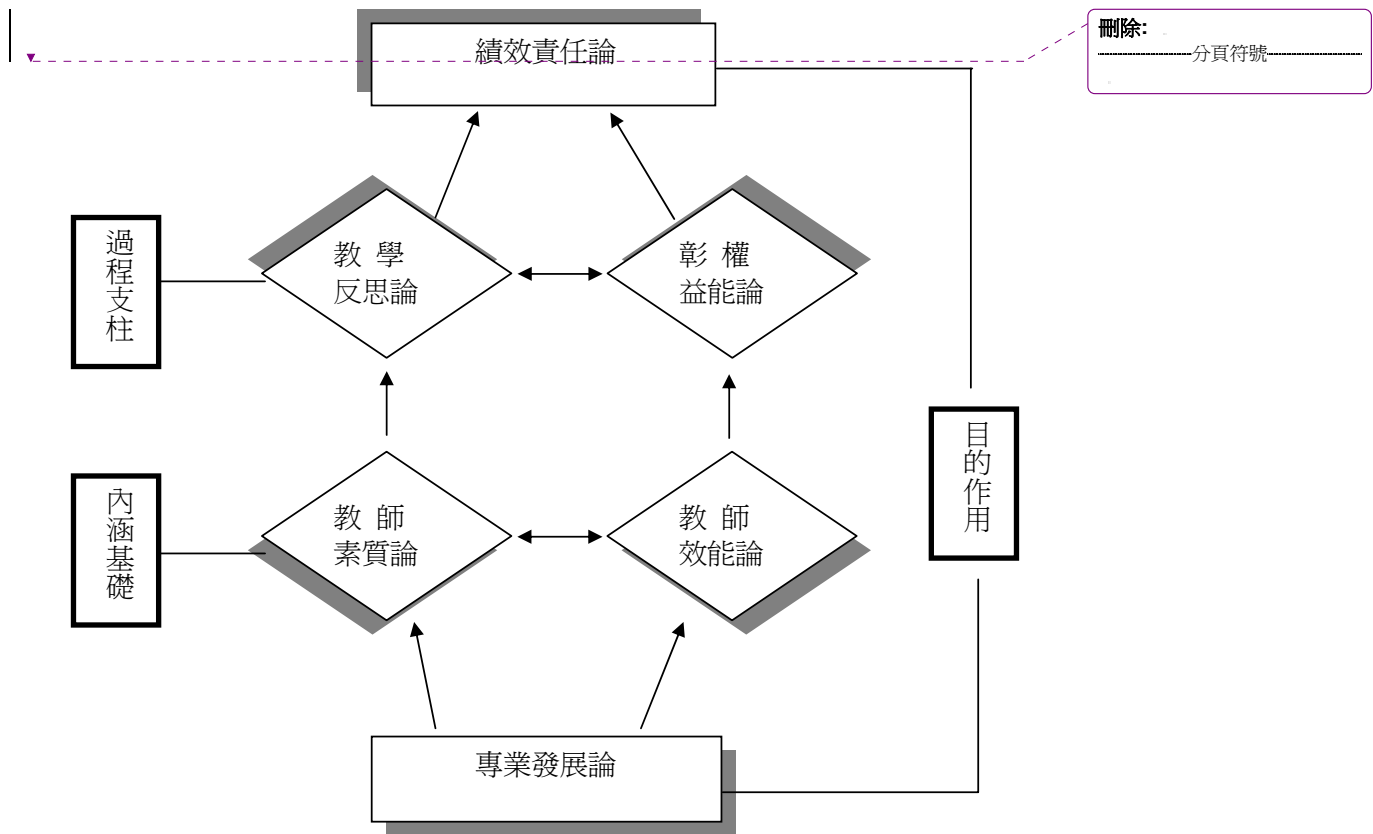 刪除:
分頁符號
績效責任論
過程支柱
教 學
反思論
彰 權
益能論
目的作用
內涵基礎
教 師
素質論
教 師
效能論
專業發展論